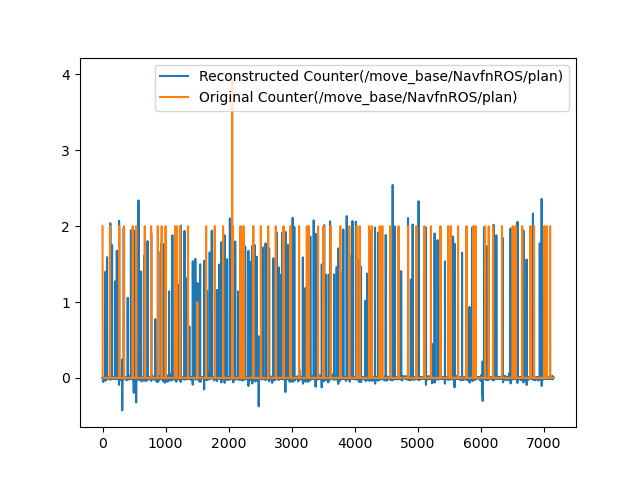 Reconstructed Counter(/move_base/NavfnROS/plan)
Original Counter(/move_base/NavfnROS/plan)
4
3
2
1
0
0 1000 2000 3000 4000 5000 6000 7000